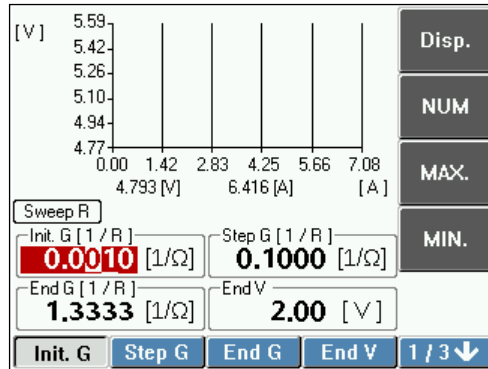 [V]
5.59
5.42
5.26
5.10
4.94
4.77
0.00 1.42 2.83 4.25 5.66 7.08
4.793 [V] 6.416 [A] [A]
Sweep R
Init. G [1/R] Step G [1/R]
0.0010 [1/Ω] 0.1000 [1/Ω]
End G [1/R] End V
1.3333 [1/Ω] 2.00 [V]
Init. G Step G End G End V 1/3
Disp.
NUM
MAX.
MIN.